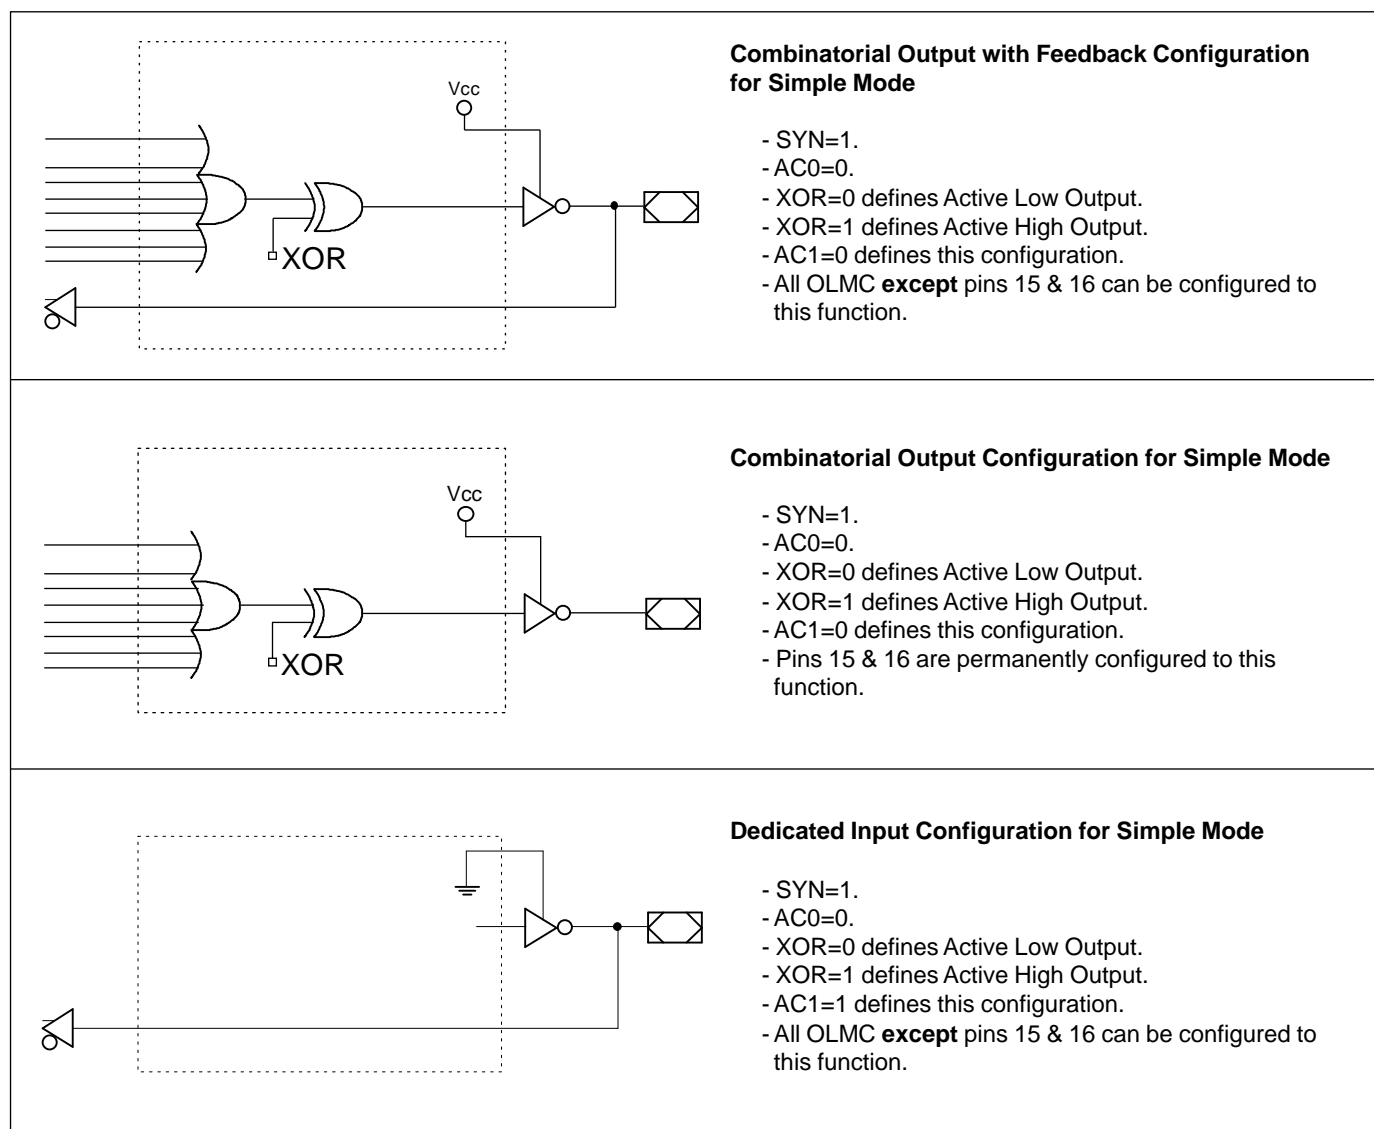 Combinatorial Output with Feedback Configuration
for Simple Mode
Vcc
- SYN=1.
- AC0=0.
- XOR=0 defines Active Low Output.
- XOR=1 defines Active High Output.
- AC1=0 defines this configuration.
- All OLMC except pins 15 & 16 can be configured to
this function.
XOR
Combinatorial Output Configuration for Simple Mode
Vcc
- SYN=1.
- AC0=0.
- XOR=0 defines Active Low Output.
- XOR=1 defines Active High Output.
- AC1=0 defines this configuration.
- Pins 15 & 16 are permanently configured to this
function.
XOR
Dedicated Input Configuration for Simple Mode
- SYN=1.
- AC0=0.
- XOR=0 defines Active Low Output.
- XOR=1 defines Active High Output.
- AC1=1 defines this configuration.
- All OLMC except pins 15 & 16 can be configured to
this function.